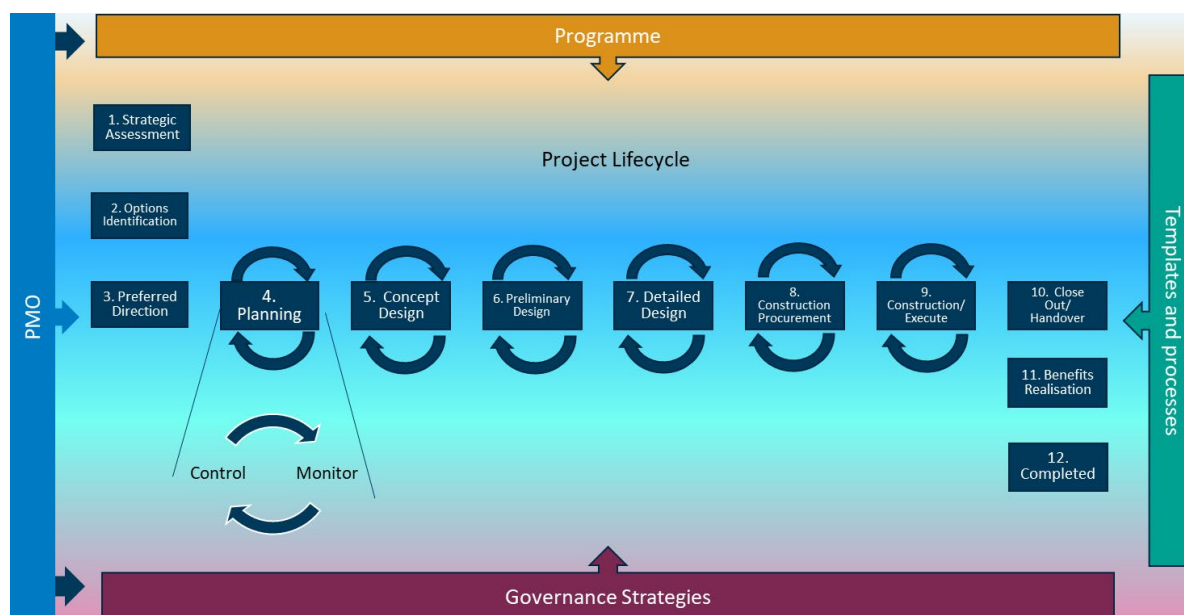 Programme
1. Strategic
Assessment
Project Lifecycle
2. Options
Identification
PMO
3. Preferred
Direction
4.
Planning
5. Concept
Design
6. Preliminary
Design
7. Detailed
Design
8.
Construction
Procurement
9.
Construction/
Execute
10. Close
Out/
Handover
Templates and processes
11. Benefits
Realisation
Control
Monitor
12.
Completed
Governance Strategies